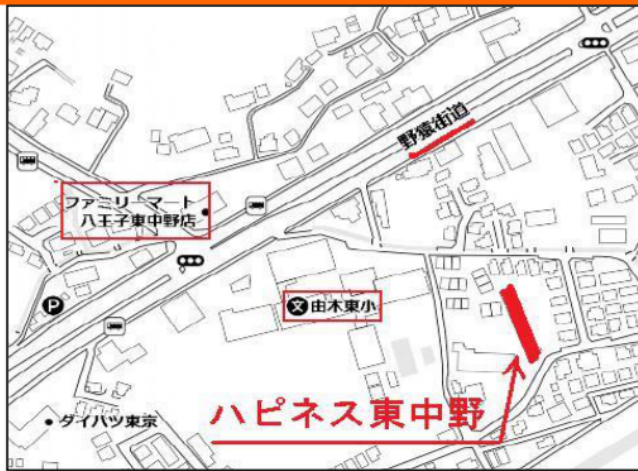 野猿街道
ファミリーマート
八王子東中野店
P
文 由木東小
ハピネス東中野
ダイハツ東京